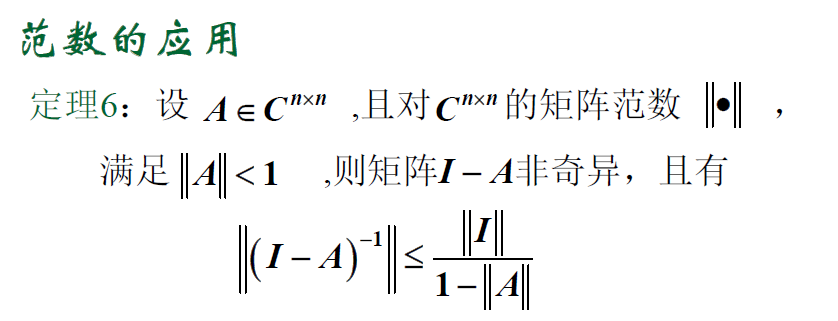 范数的应用
定理6：设 A ∈ C^{n×n} ,且对 C^{n×n} 的矩阵范数 ‖•‖ ，
满足 ‖A‖ < 1 ,则矩阵 I − A 非奇异，且有
‖(I − A)^{−1}‖ ≤ ‖I‖ / (1 − ‖A‖)